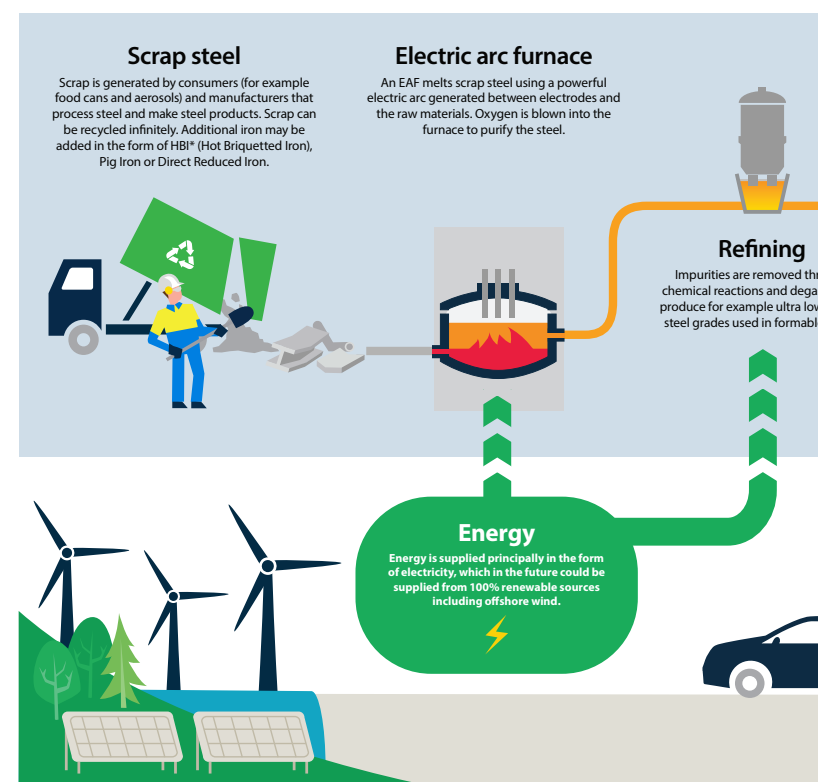 Scrap steel
Scrap is generated by consumers (for example
food cans and aerosols) and manufacturers that
process steel and make steel products. Scrap can
be recycled infinitely. Additional iron may be
added in the form of HBI* (Hot Briquetted Iron),
Pig Iron or Direct Reduced Iron.
Electric arc furnace
An EAF melts scrap steel using a powerful
electric arc generated between electrodes and
the raw materials. Oxygen is blown into the
furnace to purify the steel.
Refining
Impurities are removed
chemical reactions and
produce for example ultra
steel grades used in
Energy
Energy is supplied principally in the form
of electricity, which in the future could be
supplied from 100% renewable sources
including offshore wind.